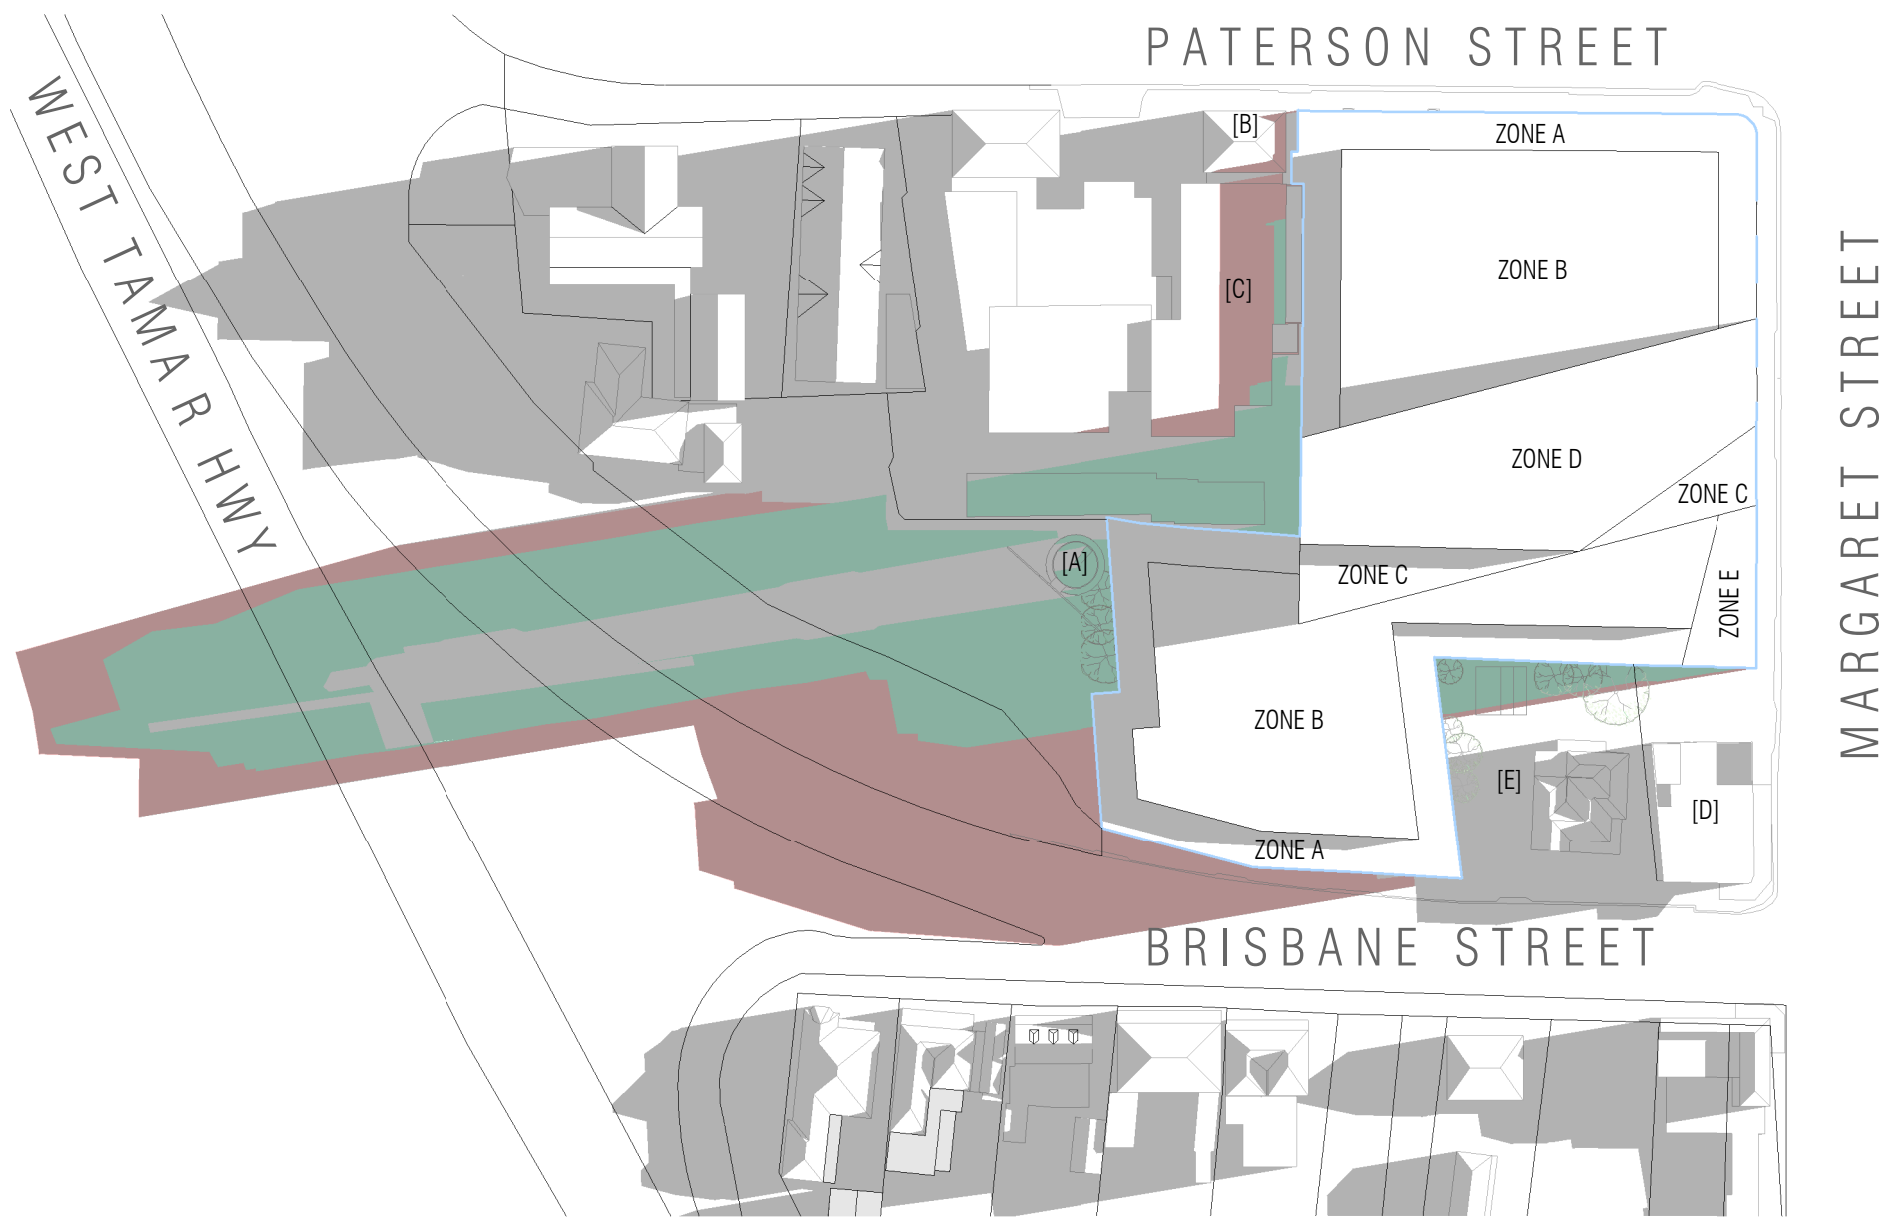 PATERSON STREET
WEST TAMAR HWY
[B]
ZONE A
ZONE B
[C]
MARGARET STREET
ZONE D
ZONE C
[A]
ZONE C
ZONE E
ZONE B
[E]
[D]
ZONE A
BRISBANE STREET